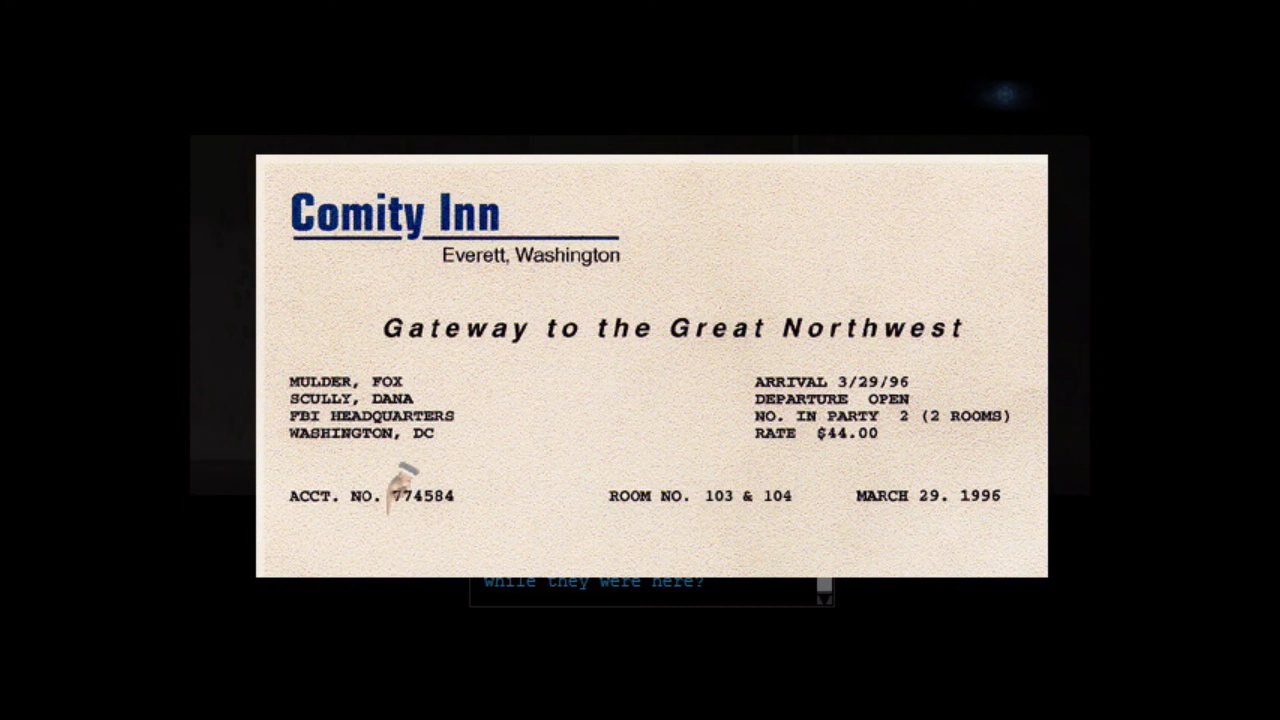 Comity Inn
Everett, Washington
Gateway to the Great Northwest
MULDER, FOX
SCULLY, DANA
FBI HEADQUARTERS
WASHINGTON, DC
ARRIVAL 3/29/96
DEPARTURE OPEN
NO. IN PARTY 2 (2 ROOMS)
RATE $44.00
ACCT. NO. 774584 ROOM NO. 103 & 104 MARCH 29. 1996
while they were here?